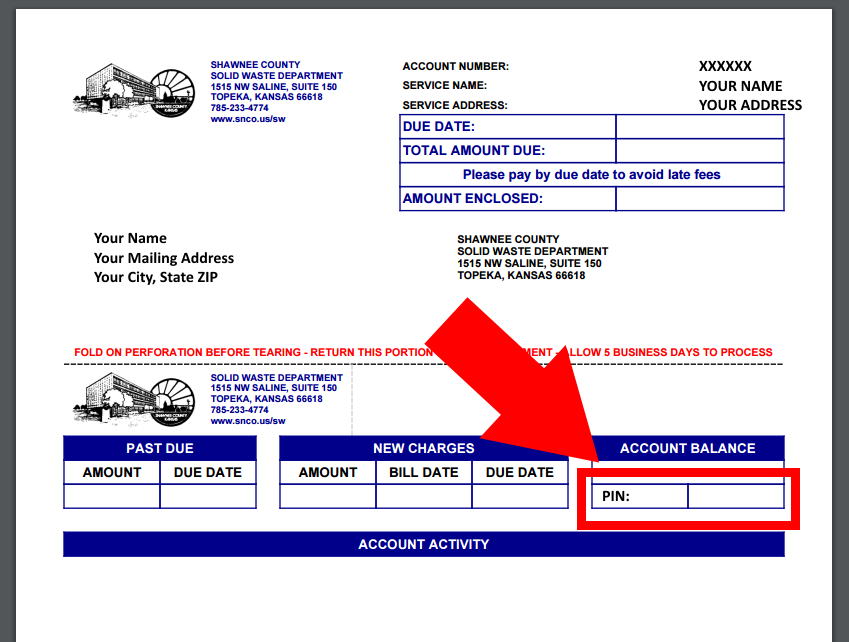 SHAWNEE COUNTY
SOLID WASTE DEPARTMENT
1515 NW SALINE, SUITE 150
TOPEKA, KANSAS 66618
785-233-4774
www.snco.us/sw
SHAWNEE COUNTY
KANSAS
ACCOUNT NUMBER: XXXXXX
SERVICE NAME: YOUR NAME
SERVICE ADDRESS: YOUR ADDRESS
DUE DATE:
TOTAL AMOUNT DUE:
Please pay by due date to avoid late fees
AMOUNT ENCLOSED:
Your Name
Your Mailing Address
Your City, State ZIP
SHAWNEE COUNTY
SOLID WASTE DEPARTMENT
1515 NW SALINE, SUITE 150
TOPEKA, KANSAS 66618
FOLD ON PERFORATION BEFORE TEARING - RETURN THIS PORTION 5 BUSINESS DAYS TO PROCESS
SOLID WASTE DEPARTMENT
1515 NW SALINE, SUITE 150
TOPEKA, KANSAS 66618
785-233-4774
www.snco.us/sw
SHAWNEE COUNTY
KANSAS
PAST DUE NEW CHARGES ACCOUNT BALANCE
AMOUNT DUE DATE AMOUNT BILL DATE DUE DATE
PIN:
ACCOUNT ACTIVITY